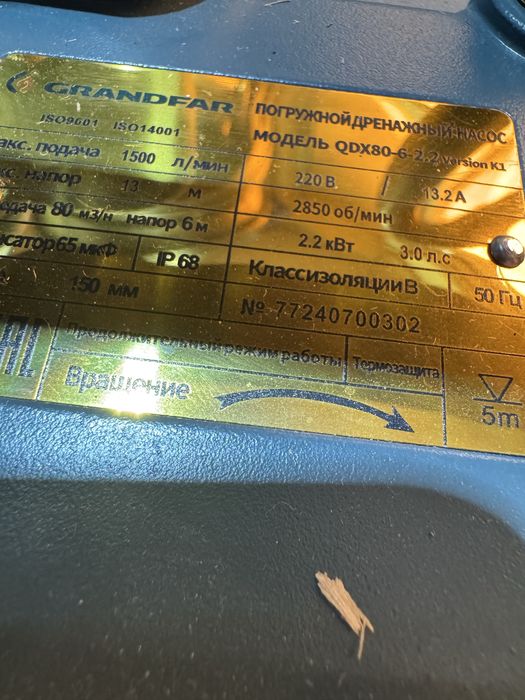 GRANDFAR
ПОГРУЖНОЙ ДРЕНАЖНЫЙ НАСОС
ISO9001 ISO14001
МОДЕЛЬ QDX80-6-2.2 Version K1
акс. подача 1500 л/мин
220 В / 13.2 А
акс. напор 13 м
2850 об/мин
одача 80 м3/ч напор 6 м
2.2 кВт 3.0 л.с
нсатор 65 мкФ IP 68
Класс изоляции B 50 Гц
150 мм
№ 77240700302
Продолжительный режим работы Термозащита
Вращение
5m